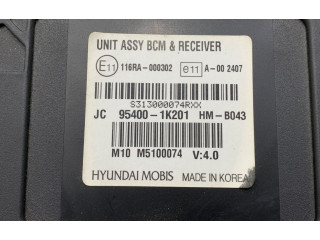 UNIT ASSY BCM & RECEIVER
E11 116RA-000302 e11 A-00 2407
S313000074RXX
JC 95400-1K201 HM-B043
M10 M5100074 V:4.0
HYUNDAI MOBIS MADE IN KOREA